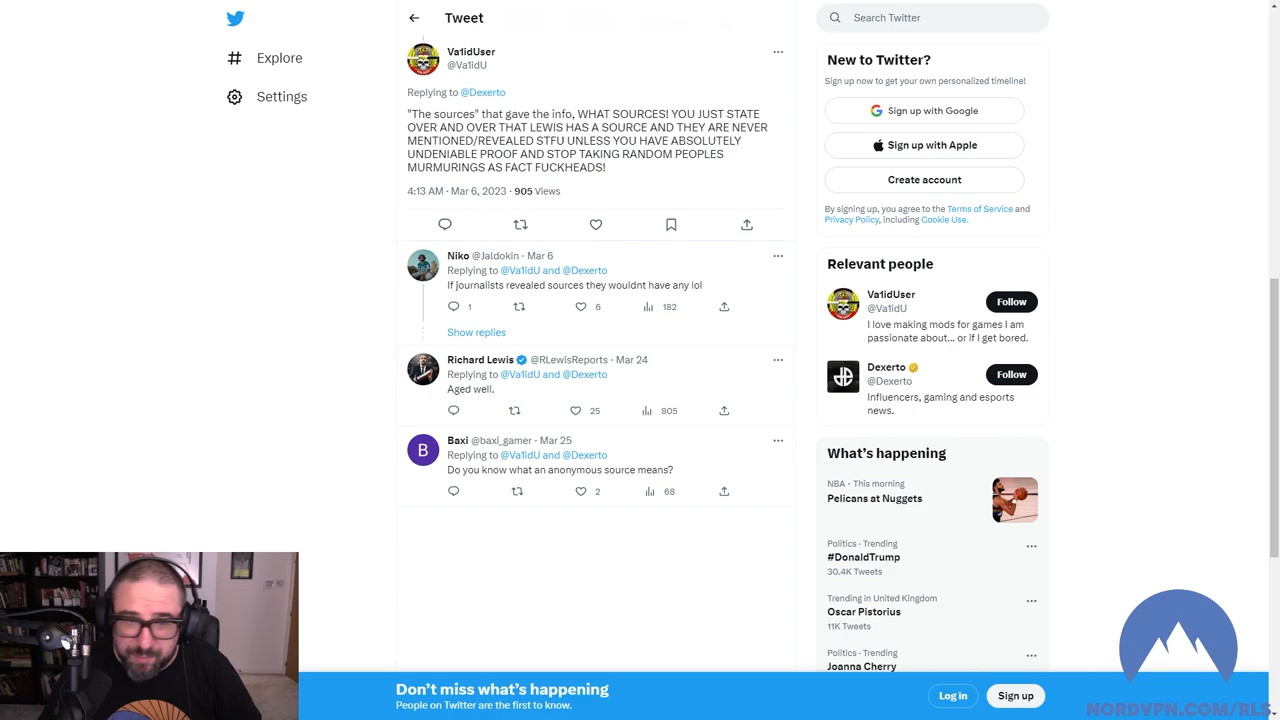 Explore
Settings
Tweet
Va1idUser
@Va1idU
Replying to @Dexerto
"The sources" that gave the info, WHAT SOURCES! YOU JUST STATE
OVER AND OVER THAT LEWIS HAS A SOURCE AND THEY ARE NEVER
MENTIONED/REVEALED STFU UNLESS YOU HAVE ABSOLUTELY
UNDENIABLE PROOF AND STOP TAKING RANDOM PEOPLES
MURMURINGS AS FACT FUCKHEADS!
4:13 AM · Mar 6, 2023 · 905 Views
Niko @Jaldokin · Mar 6
Replying to @Va1idU and @Dexerto
If journalists revealed sources they wouldnt have any lol
1 6 182
Show replies
Richard Lewis @RLewisReports · Mar 24
Replying to @Va1idU and @Dexerto
Aged well.
25 805
Baxi @baxi_gamer · Mar 25
Replying to @Va1idU and @Dexerto
Do you know what an anonymous source means?
2 68
B
Search Twitter
New to Twitter?
Sign up now to get your own personalized timeline!
Sign up with Google
Sign up with Apple
Create account
By signing up, you agree to the Terms of Service and
Privacy Policy, including Cookie Use.
Relevant people
Va1idUser
@Va1idU
Follow
I love making mods for games I am
passionate about... or if I get bored.
Dexerto
@Dexerto
Follow
Influencers, gaming and esports
news.
What's happening
NBA · This morning
Pelicans at Nuggets
Politics · Trending
#DonaldTrump
30.4K Tweets
Trending in United Kingdom
Oscar Pistorius
11K Tweets
Politics · Trending
Joanna Cherry
Don't miss what's happening
People on Twitter are the first to know.
Log in
Sign up
NORDVPN.COM/RLS